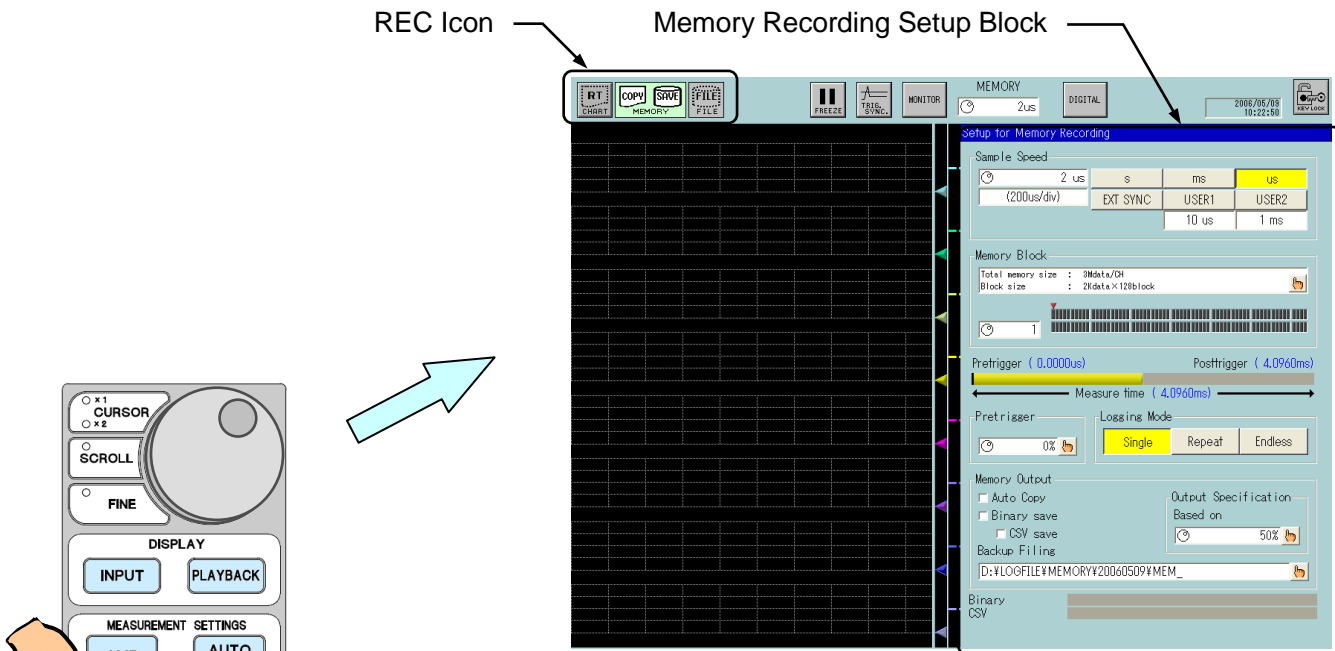 REC Icon
Memory Recording Setup Block
RT
CHART
COPY SAVE
MEMORY
FILE
FILE
FREEZE
TRIG.
SYNC.
MONITOR
MEMORY
2us
DIGITAL
2006/05/09
10:22:50
KEY LOCK
Setup for Memory Recording
Sample Speed
2 us s ms us
(200us/div) EXT SYNC USER1 USER2
10 us 1 ms
Memory Block
Total memory size : 3Mdata/CH
Block size : 2Kdata×128block
1
Pretrigger ( 0.0000us) Posttrigger ( 4.0960ms)
Measure time ( 4.0960ms)
Pretrigger Logging Mode
0% Single Repeat Endless
Memory Output
Auto Copy
Binary save
CSV save
Output Specification
Based on
50%
Backup Filing
D:¥LOGFILE¥MEMORY¥20060509¥MEM_
Binary
CSV
×1
CURSOR
×2
SCROLL
FINE
DISPLAY
INPUT PLAYBACK
MEASUREMENT SETTINGS
AUTO